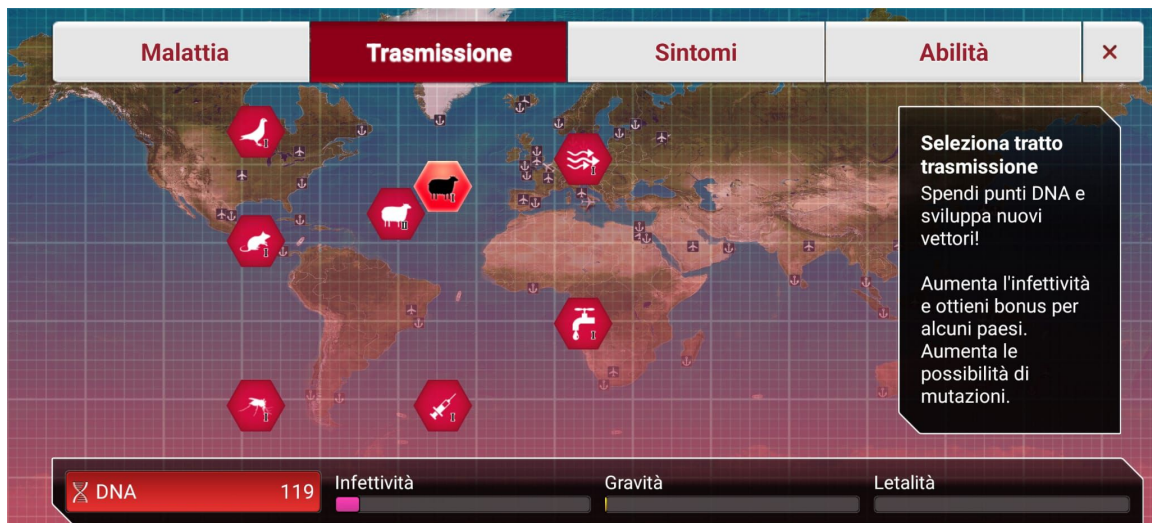 Malattia
Trasmissione
Sintomi
Abilità
×
Seleziona tratto
trasmissione
Spendi punti DNA e
sviluppa nuovi
vettori!
Aumenta l'infettività
e ottieni bonus per
alcuni paesi.
Aumenta le
possibilità di
mutazioni.
I
I
I
II
I
I
I
I
DNA 119
Infettività
Gravità
Letalità